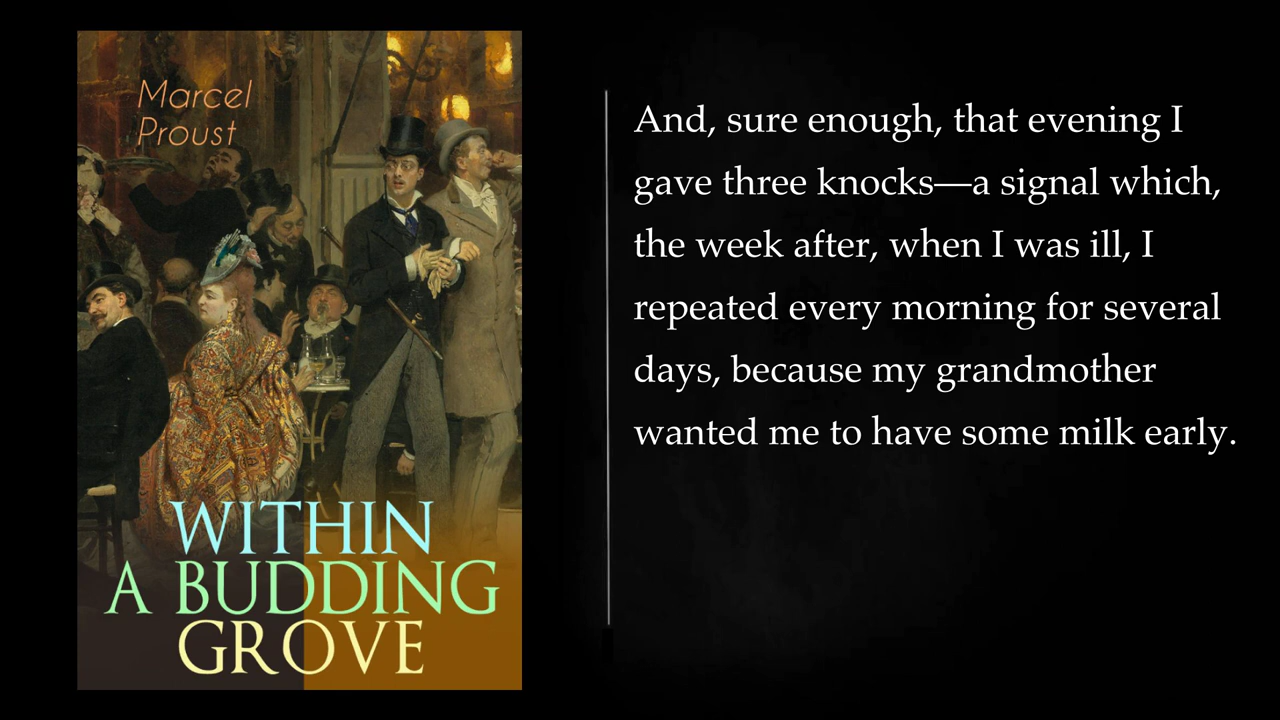 Marcel
Proust
WITHIN
A BUDDING
GROVE
And, sure enough, that evening I
gave three knocks—a signal which,
the week after, when I was ill, I
repeated every morning for several
days, because my grandmother
wanted me to have some milk early.